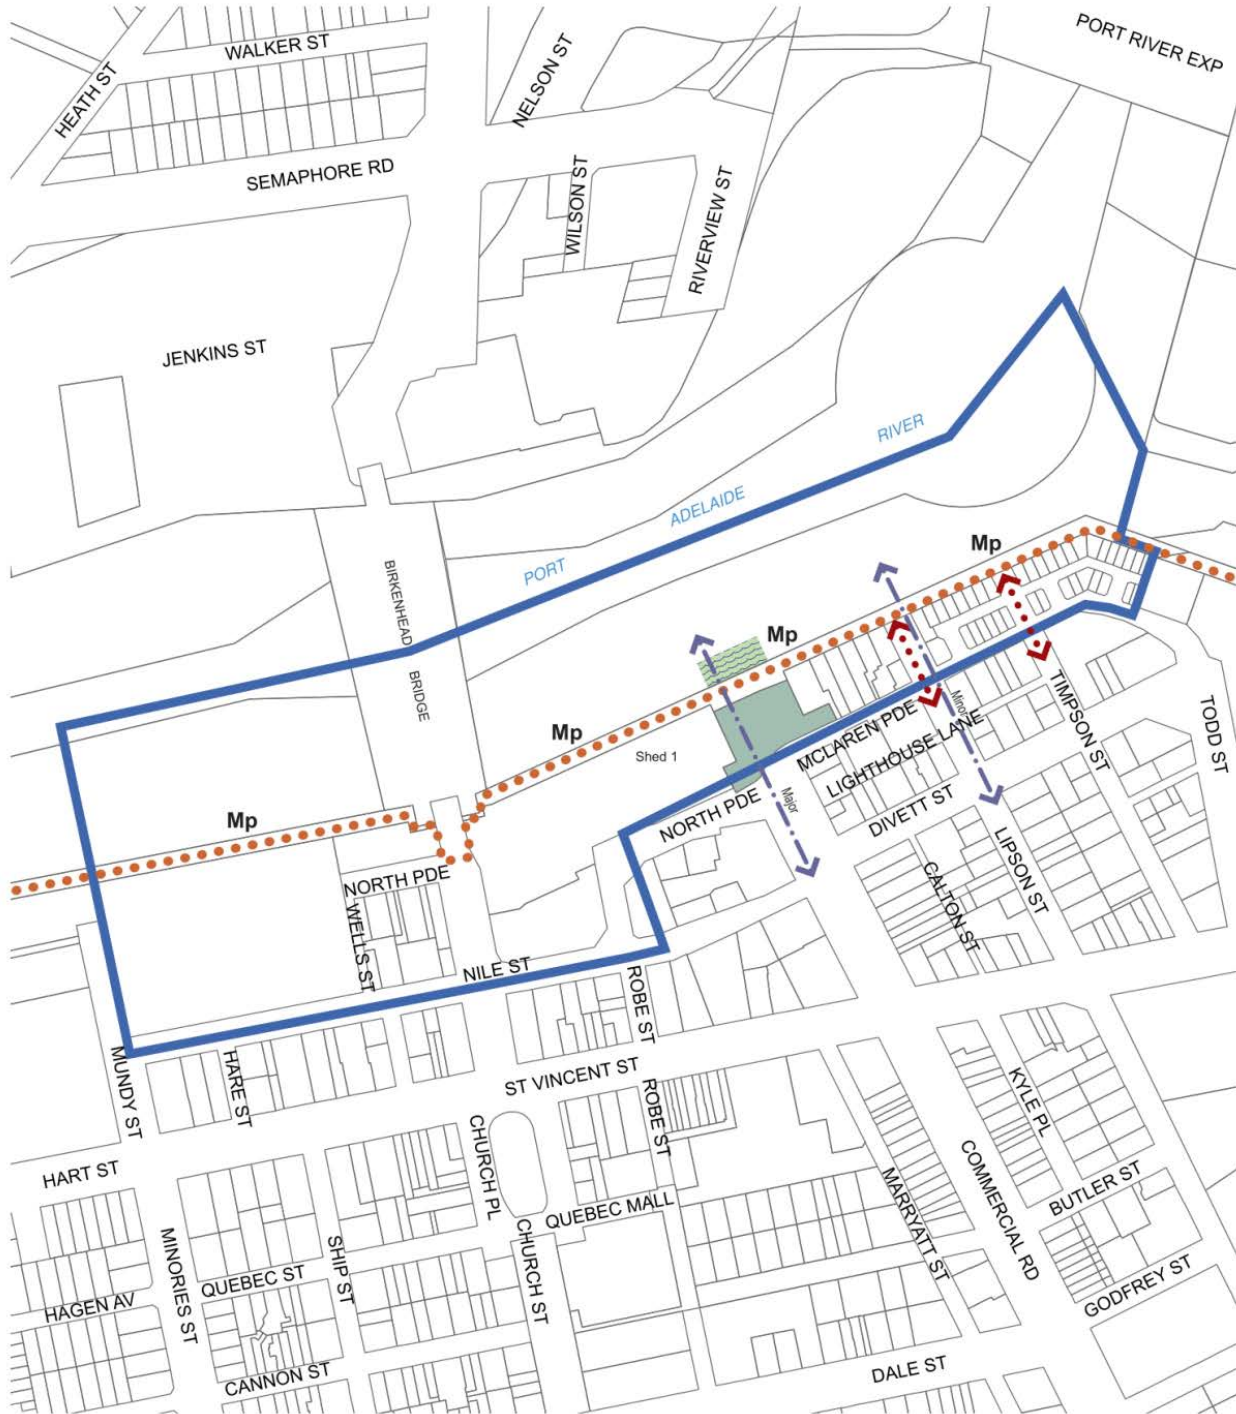 WALKER ST
PORT RIVER EXP
HEATH ST
NELSON ST
SEMAPHORE RD
WILSON ST
RIVERVIEW ST
JENKINS ST
RIVER
ADELAIDE
PORT
BIRKENHEAD
BRIDGE
Mp
Mp
Mp
Mp
Shed 1
MCLAREN PDE
LIGHTHOUSE LANE
Minor
Major
TIMPSON ST
TODD ST
NORTH PDE
DIVETT ST
LIPSON ST
CALTON ST
NORTH PDE
WELLS ST
NILE ST
ROBE ST
MUNDY ST
HARE ST
ST VINCENT ST
ROBE ST
KYLE PL
HART ST
CHURCH PL
COMMERCIAL RD
MARRYATT ST
BUTLER ST
QUEBEC MALL
MINORIES ST
SHIP ST
CHURCH ST
QUEBEC ST
HAGEN AV
GODFREY ST
CANNON ST
DALE ST